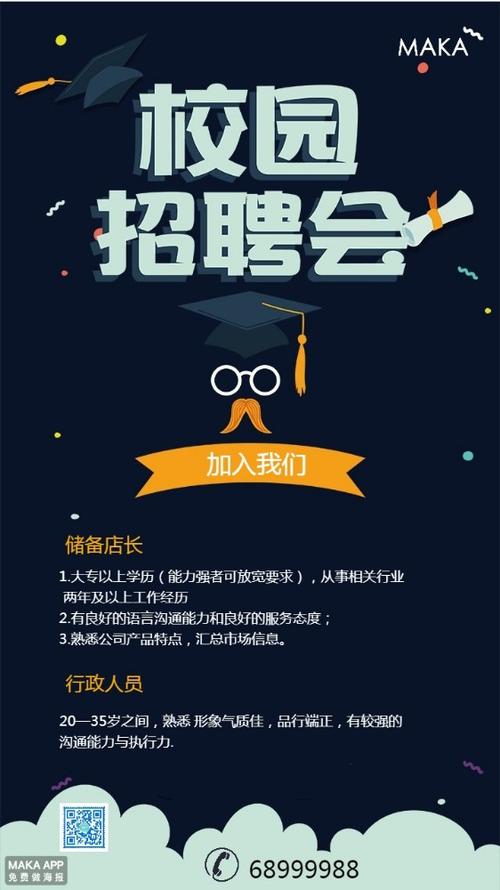 MAKA
校园
招聘会
加入我们
储备店长
1.大专以上学历（能力强者可放宽要求），从事相关行业
两年及以上工作经历
2.有良好的语言沟通能力和良好的服务态度；
3.熟悉公司产品特点，汇总市场信息。
行政人员
20—35岁之间，熟悉 形象气质佳，品行端正，有较强的
沟通能力与执行力.
MAKA APP
免费做海报
68999988